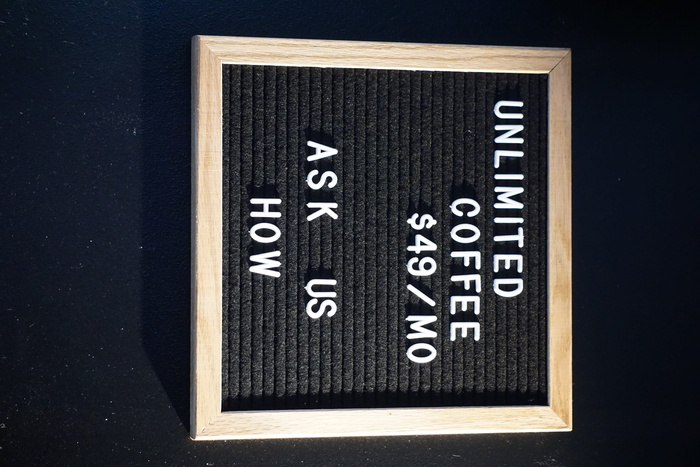 UNLIMITED
COFFEE
$49/MO
ASK US
HOW